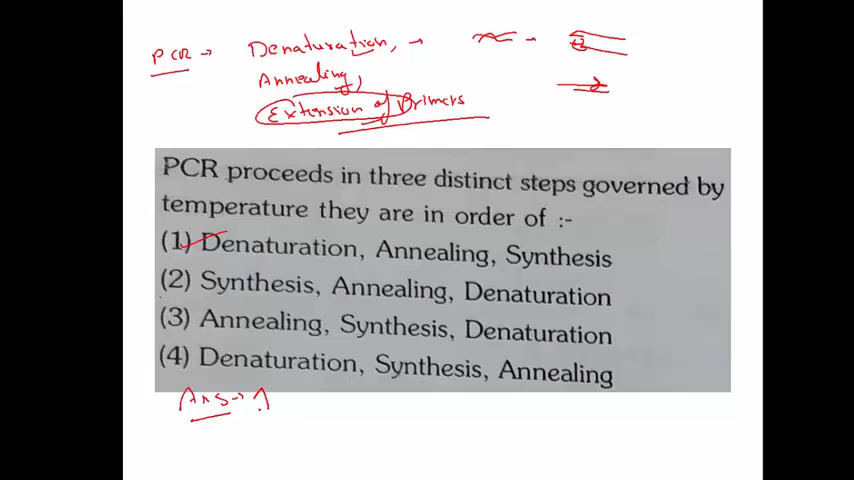 PCR → Denaturation, →
Annealing,
Extension of Primers
PCR proceeds in three distinct steps governed by
temperature they are in order of :-
(1) Denaturation, Annealing, Synthesis
(2) Synthesis, Annealing, Denaturation
(3) Annealing, Synthesis, Denaturation
(4) Denaturation, Synthesis, Annealing
Ans → 1